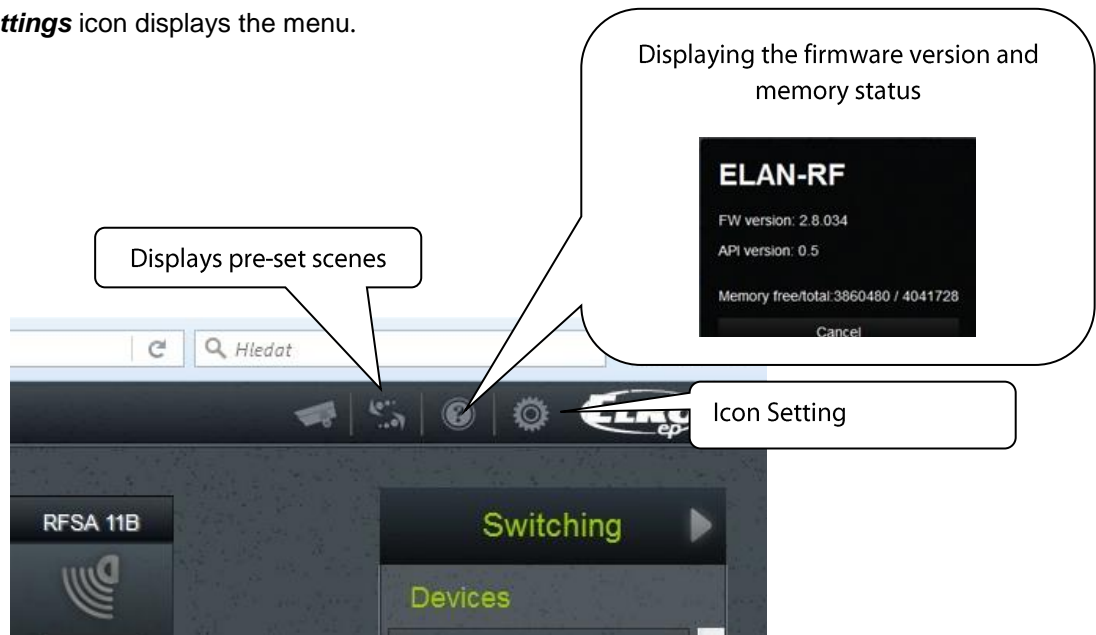 ttings icon displays the menu.
Displaying the firmware version and
memory status
ELAN-RF
FW version: 2.8.034
API version: 0.5
Memory free/total:3860480 / 4041728
Cancel
Displays pre-set scenes
Hledat
ep
Icon Setting
RFSA 11B
Switching
Devices